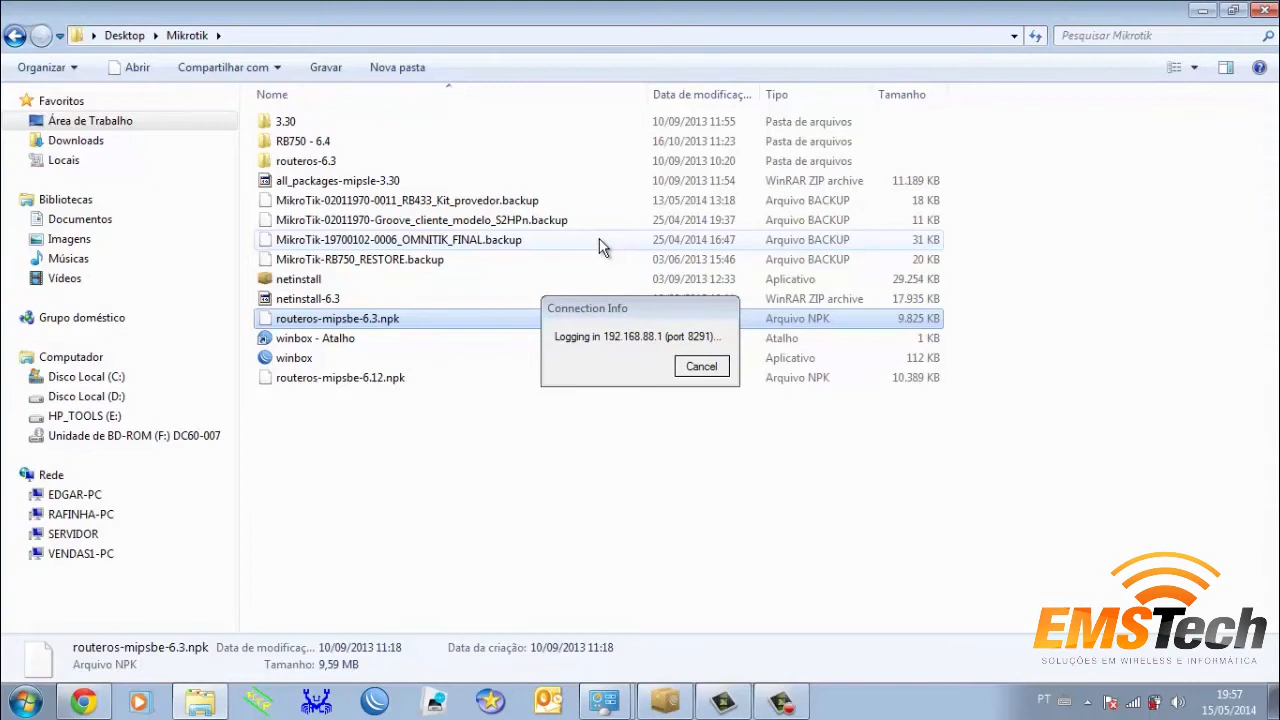 Desktop Mikrotik Pesquisar Mikrotik
Organizar Abrir Compartilhar com Gravar Nova pasta
Nome Data de modificaç... Tipo Tamanho
Favoritos
Área de Trabalho
Downloads
Locais
Bibliotecas
Documentos
Imagens
Músicas
Vídeos
Grupo doméstico
Computador
Disco Local (C:)
Disco Local (D:)
HP_TOOLS (E:)
Unidade de BD-ROM (F:) DC60-007
Rede
EDGAR-PC
RAFINHA-PC
SERVIDOR
VENDAS1-PC
3.30 10/09/2013 11:55 Pasta de arquivos
RB750 - 6.4 16/10/2013 11:23 Pasta de arquivos
routeros-6.3 10/09/2013 10:20 Pasta de arquivos
all_packages-mipsle-3.30 10/09/2013 11:54 WinRAR ZIP archive 11.189 KB
MikroTik-02011970-0011_RB433_Kit_provedor.backup 13/05/2014 13:18 Arquivo BACKUP 18 KB
MikroTik-02011970-Groove_cliente_modelo_S2HPn.backup 25/04/2014 19:37 Arquivo BACKUP 11 KB
MikroTik-19700102-0006_OMNITIK_FINAL.backup 25/04/2014 16:47 Arquivo BACKUP 31 KB
MikroTik-RB750_RESTORE.backup 03/06/2013 15:46 Arquivo BACKUP 20 KB
netinstall 03/09/2013 12:33 Aplicativo 29.254 KB
netinstall-6.3 WinRAR ZIP archive 17.935 KB
routeros-mipsbe-6.3.npk Arquivo NPK 9.825 KB
winbox - Atalho Atalho 1 KB
winbox Aplicativo 112 KB
routeros-mipsbe-6.12.npk Arquivo NPK 10.389 KB
Connection Info
Logging in 192.168.88.1 (port 8291)...
Cancel
EMSTech
SOLUÇÕES EM WIRELESS E INFORMÁTICA
routeros-mipsbe-6.3.npk Data de modificaç... 10/09/2013 11:18 Data da criação: 10/09/2013 11:18
Arquivo NPK Tamanho: 9,59 MB
PT 19:57
15/05/2014